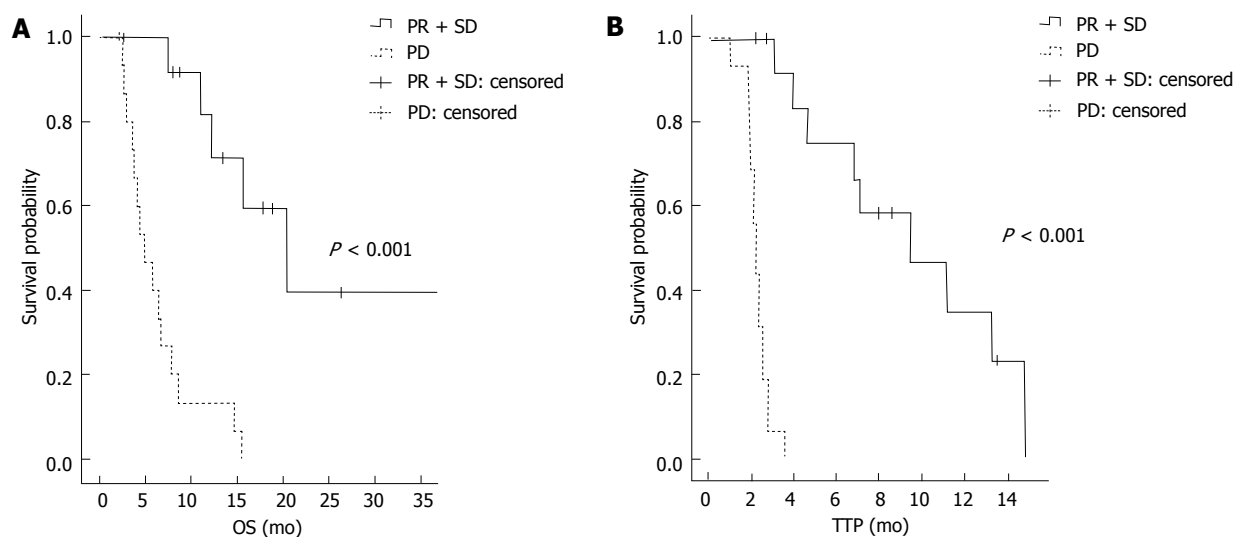 A
PR + SD
PD
PR + SD: censored
PD: censored
1.0
0.8
0.6
0.4
0.2
0.0
Survival probability
P < 0.001
0 5 10 15 20 25 30 35
OS (mo)
B
PR + SD
PD
PR + SD: censored
PD: censored
1.0
0.8
0.6
0.4
0.2
0.0
Survival probability
P < 0.001
0 2 4 6 8 10 12 14
TTP (mo)